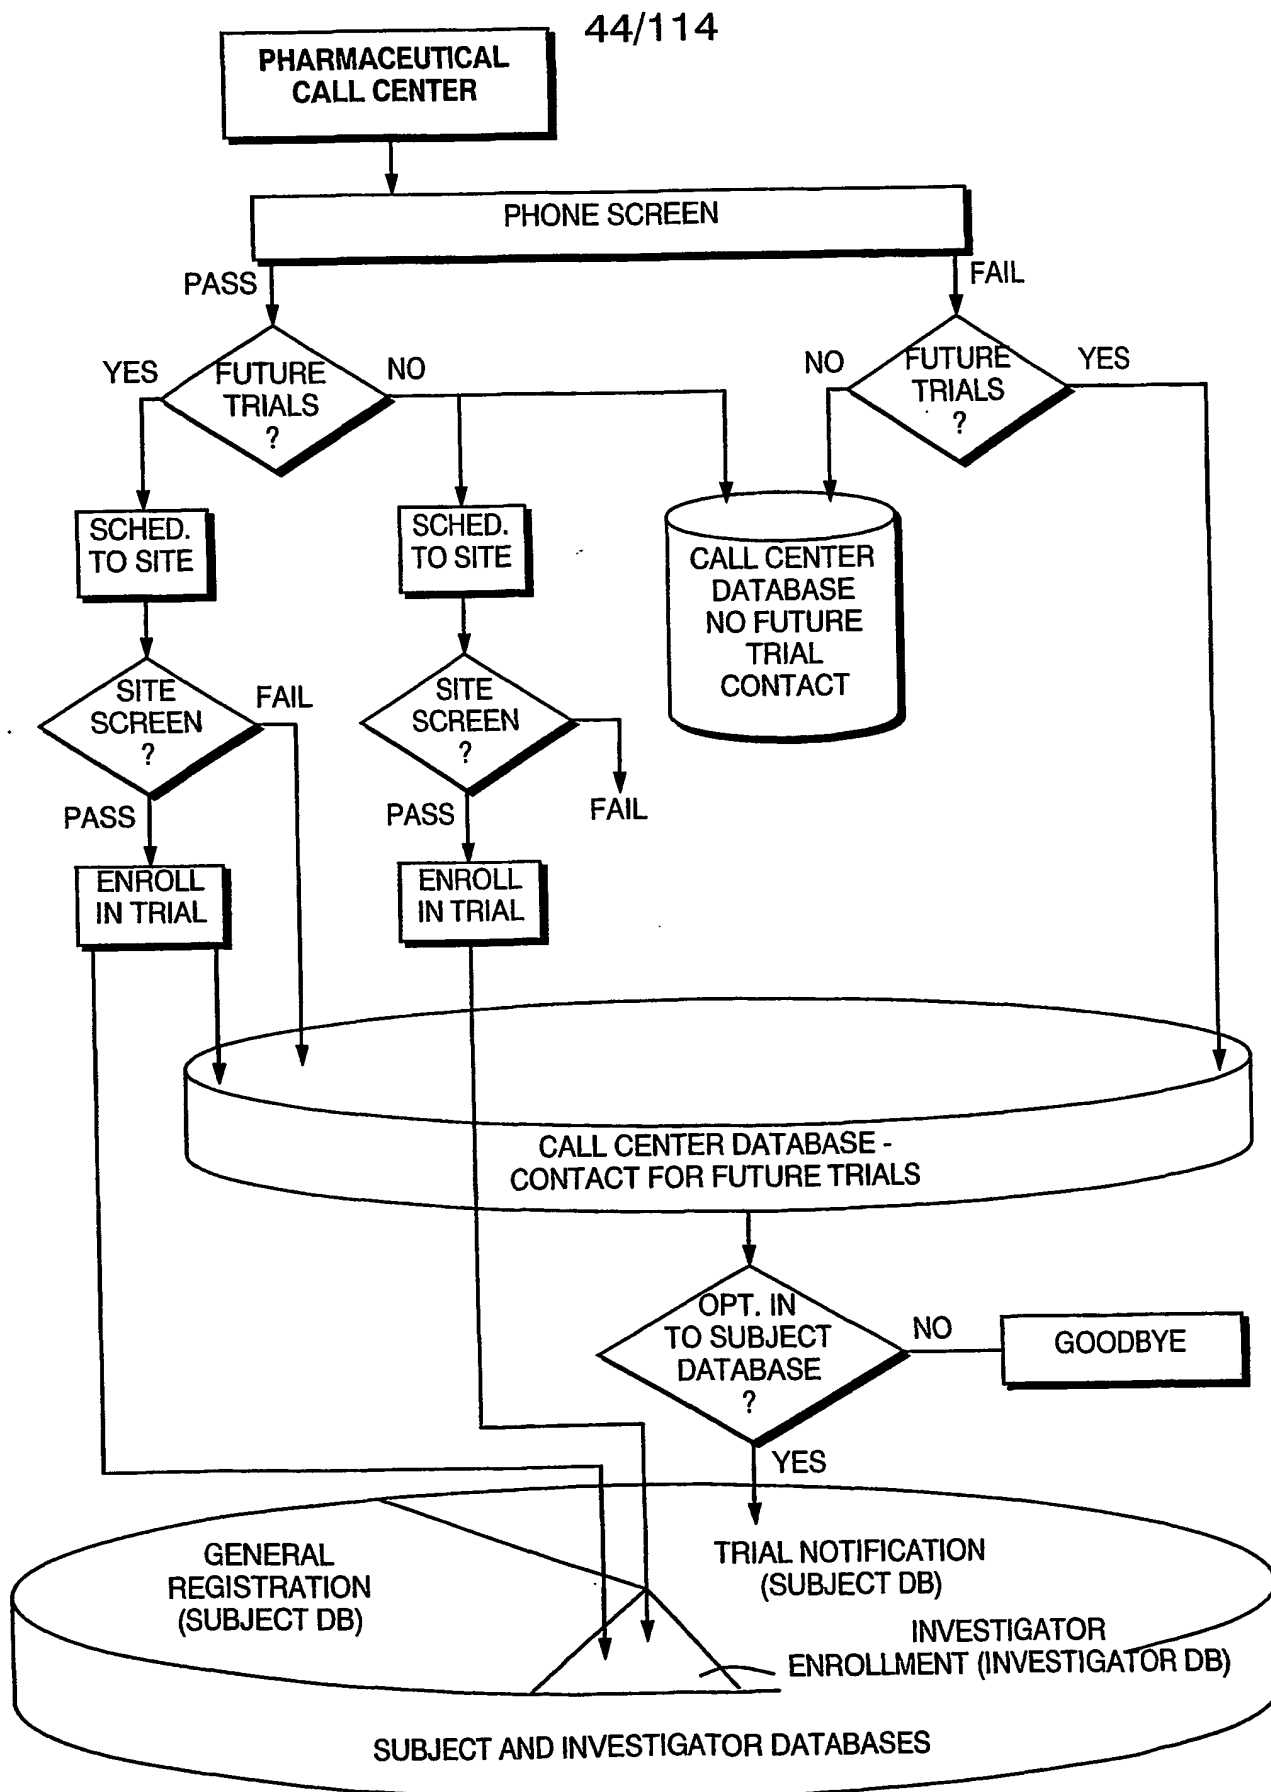 44/114
PHARMACEUTICAL
CALL CENTER
PHONE SCREEN
PASS
FAIL
YES
FUTURE
TRIALS
?
NO
NO
FUTURE
TRIALS
?
YES
SCHED.
TO SITE
SCHED.
TO SITE
CALL CENTER
DATABASE
NO FUTURE
TRIAL
CONTACT
SITE
SCREEN
?
FAIL
SITE
SCREEN
?
FAIL
PASS
PASS
ENROLL
IN TRIAL
ENROLL
IN TRIAL
CALL CENTER DATABASE -
CONTACT FOR FUTURE TRIALS
OPT. IN
TO SUBJECT
DATABASE
?
NO
GOODBYE
YES
GENERAL
REGISTRATION
(SUBJECT DB)
TRIAL NOTIFICATION
(SUBJECT DB)
INVESTIGATOR
ENROLLMENT (INVESTIGATOR DB)
SUBJECT AND INVESTIGATOR DATABASES